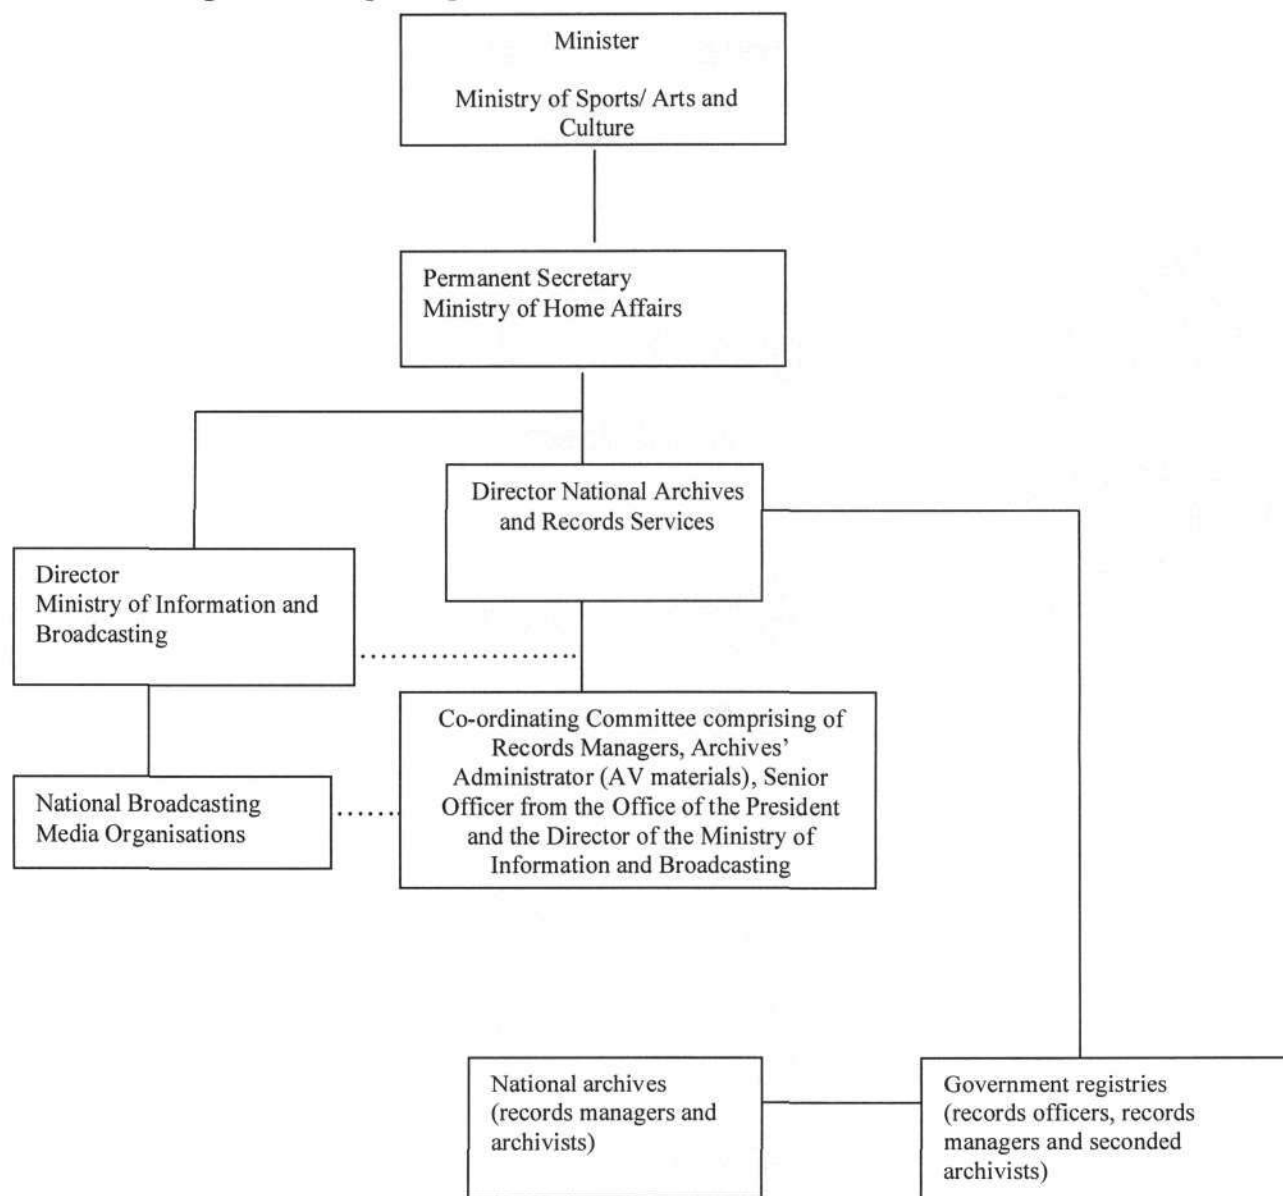 Minister
Ministry of Sports/ Arts and
Culture
Permanent Secretary
Ministry of Home Affairs
Director National Archives
and Records Services
Director
Ministry of Information and
Broadcasting
Co-ordinating Committee comprising of
Records Managers, Archives’
Administrator (AV materials), Senior
Officer from the Office of the President
and the Director of the Ministry of
Information and Broadcasting
National Broadcasting
Media Organisations
National archives
(records managers and
archivists)
Government registries
(records officers, records
managers and seconded
archivists)